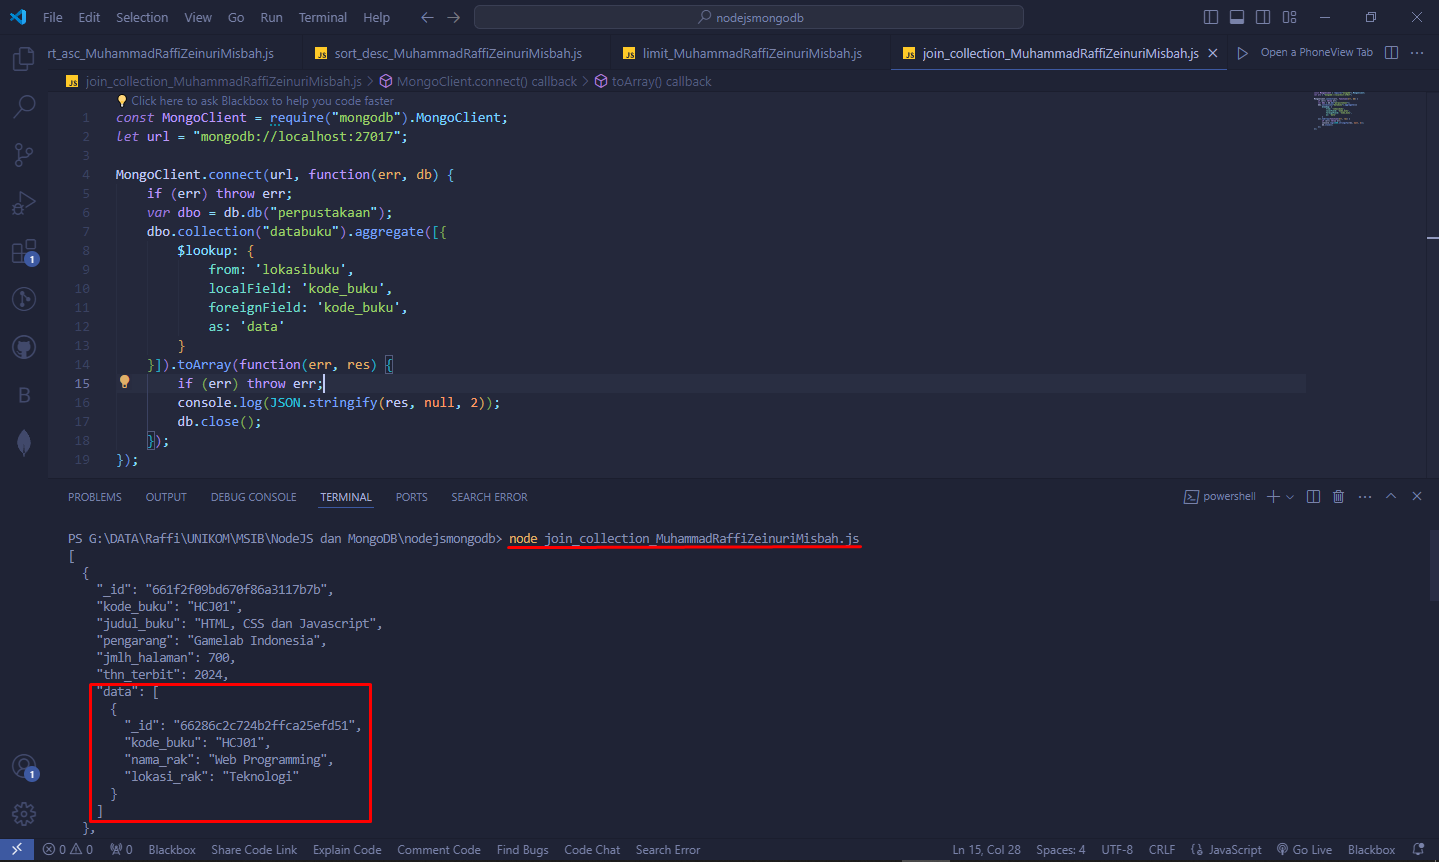 File Edit Selection View Go Run Terminal Help nodejsmongodb
rt_asc_MuhammadRaffiZeinuriMisbah.js sort_desc_MuhammadRaffiZeinuriMisbah.js limit_MuhammadRaffiZeinuriMisbah.js join_collection_MuhammadRaffiZeinuriMisbah.js Open a PhoneView Tab
join_collection_MuhammadRaffiZeinuriMisbah.js > MongoClient.connect() callback > toArray() callback
Click here to ask Blackbox to help you code faster
1 const MongoClient = require("mongodb").MongoClient;
2 let url = "mongodb://localhost:27017";
3
4 MongoClient.connect(url, function(err, db) {
5 if (err) throw err;
6 var dbo = db.db("perpustakaan");
7 dbo.collection("databuku").aggregate([{
8 $lookup: {
9 from: 'lokasibuku',
10 localField: 'kode_buku',
11 foreignField: 'kode_buku',
12 as: 'data'
13 }
14 }]).toArray(function(err, res) {
15 if (err) throw err;
16 console.log(JSON.stringify(res, null, 2));
17 db.close();
18 });
19 });
PROBLEMS OUTPUT DEBUG CONSOLE TERMINAL PORTS SEARCH ERROR powershell
PS G:\DATA\Raffi\UNIKOM\MSIB\NodeJS dan MongoDB\nodejsmongodb> node join_collection_MuhammadRaffiZeinuriMisbah.js
[
{
"_id": "661f2f09bd670f86a3117b7b",
"kode_buku": "HCJ01",
"judul_buku": "HTML, CSS dan Javascript",
"pengarang": "Gamelab Indonesia",
"jmlh_halaman": 700,
"thn_terbit": 2024,
"data": [
{
"_id": "66286c2c724b2ffca25efd51",
"kode_buku": "HCJ01",
"nama_rak": "Web Programming",
"lokasi_rak": "Teknologi"
}
]
},
0 0 0 Blackbox Share Code Link Explain Code Comment Code Find Bugs Code Chat Search Error Ln 15, Col 28 Spaces: 4 UTF-8 CRLF JavaScript Go Live Blackbox